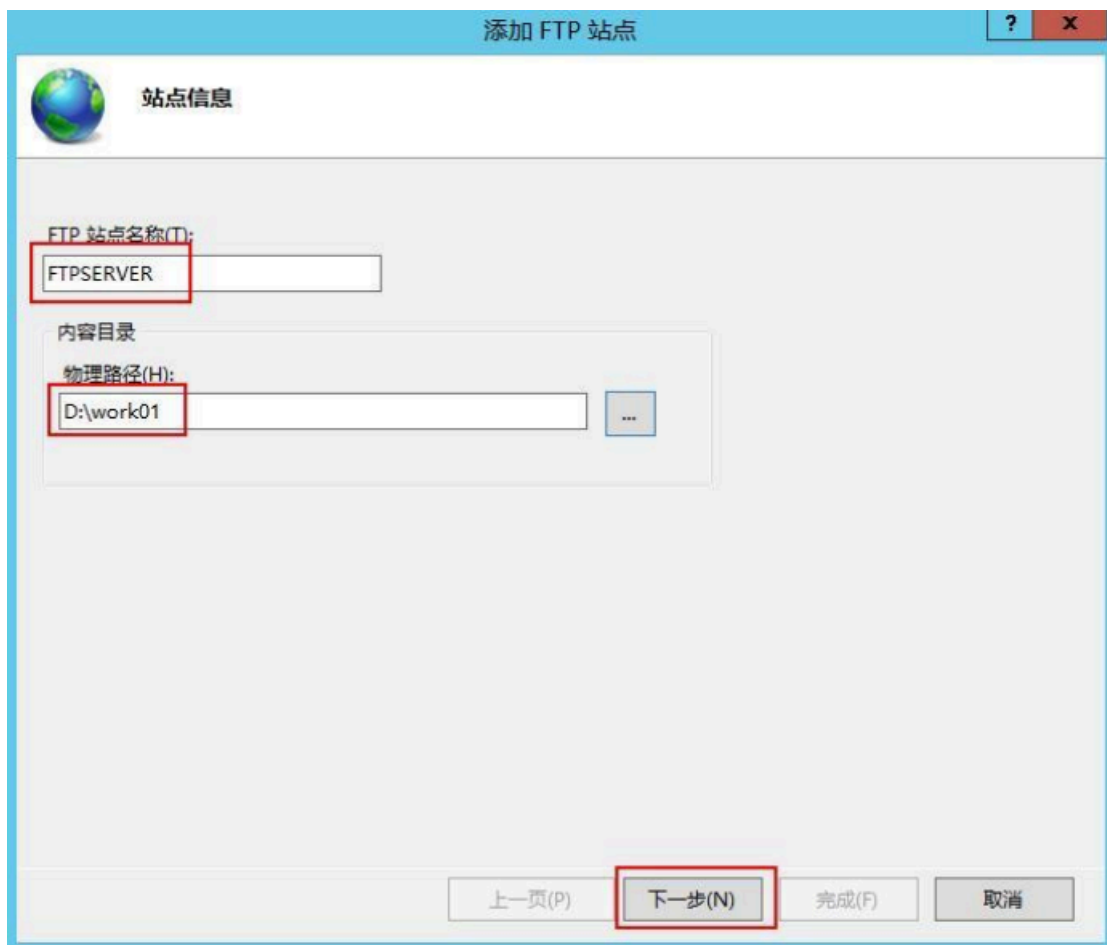 添加 FTP 站点
? x
站点信息
FTP 站点名称(T):
FTPSERVER
内容目录
物理路径(H):
D:\work01
...
上一页(P) 下一步(N) 完成(F) 取消